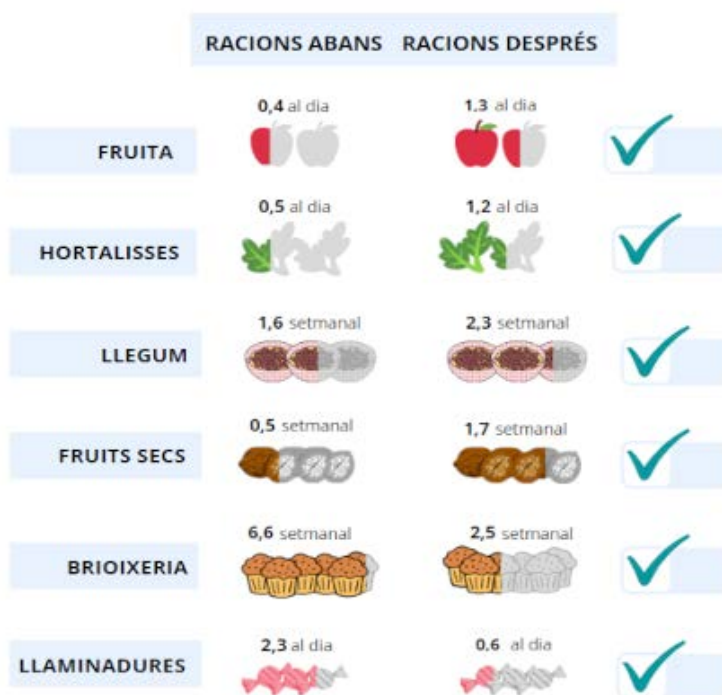 RACIONS ABANS RACIONS DESPRÉS
0,4 al dia 1,3 al dia
FRUITA
0,5 al dia 1,2 al dia
HORTALISSES
1,6 setmanal 2,3 setmanal
LLEGUM
0,5 setmanal 1,7 setmanal
FRUITS SECS
6,6 setmanal 2,5 setmanal
BRIOIXERIA
2,3 al dia 0,6 al dia
LLAMINADURES